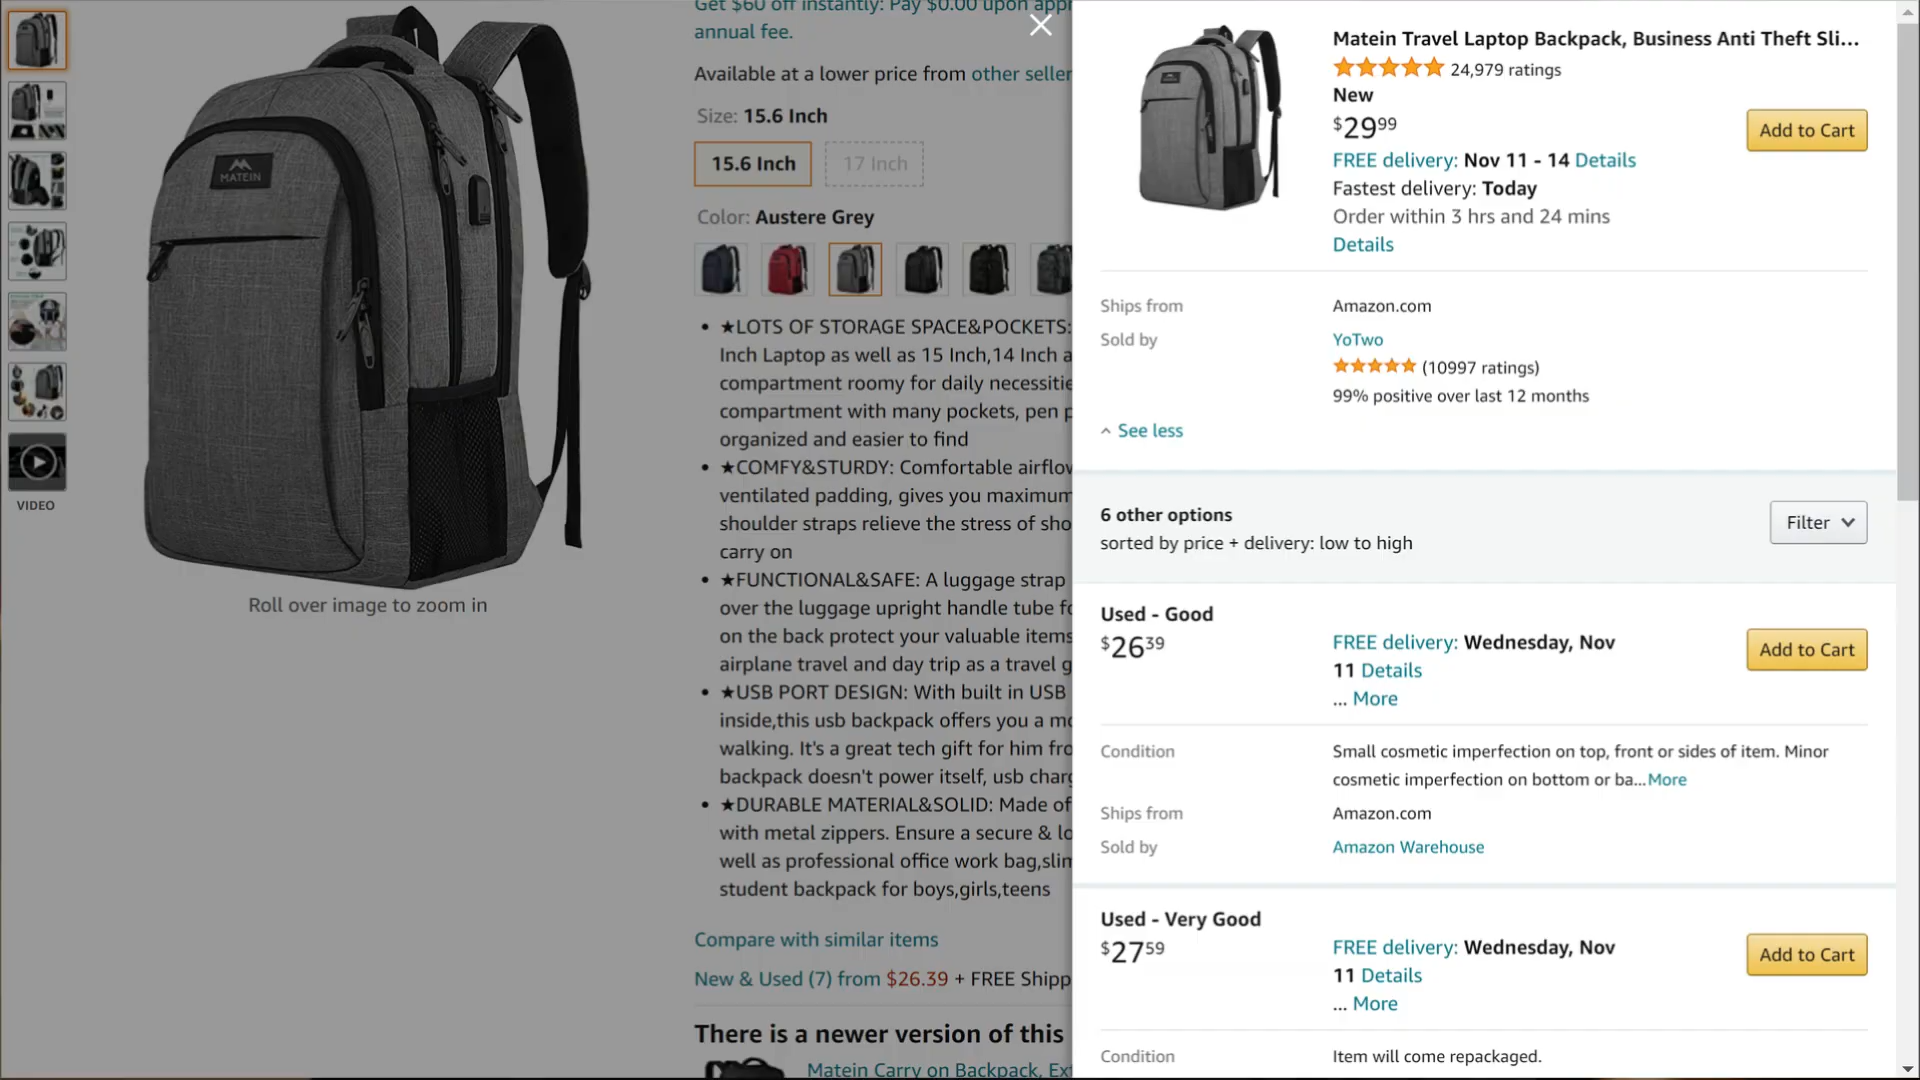 Get $60 off instantly: Pay $0.00 upon
annual fee.
Available at a lower price from other
Size: 15.6 Inch
15.6 Inch
17 Inch
Color: Austere Grey
MATEIN
★LOTS OF STORAGE SPACE&POCKETS:
Inch Laptop as well as 15 Inch,14 Inch
compartment roomy for daily
compartment with many pockets, pen
organized and easier to find
★COMFY&STURDY: Comfortable
ventilated padding, gives you maximum
shoulder straps relieve the stress of
carry on
★FUNCTIONAL&SAFE: A luggage strap
over the luggage upright handle tube
on the back protect your valuable items
airplane travel and day trip as a travel
★USB PORT DESIGN: With built in USB
inside,this usb backpack offers you a
walking. It's a great tech gift for him
backpack doesn't power itself, usb
★DURABLE MATERIAL&SOLID: Made of
with metal zippers. Ensure a secure &
well as professional office work
student backpack for boys,girls,teens
Compare with similar items
New & Used (7) from $26.39 + FREE
There is a newer version of this
Matein Carry on Backpack,
VIDEO
Roll over image to zoom in
Matein Travel Laptop Backpack, Business Anti Theft Sli...
24,979 ratings
New
$29.99
Add to Cart
FREE delivery: Nov 11 - 14 Details
Fastest delivery: Today
Order within 3 hrs and 24 mins
Details
Ships from Amazon.com
Sold by YoTwo
(10997 ratings)
99% positive over last 12 months
See less
6 other options
Filter
sorted by price + delivery: low to high
Used - Good
$26.39
FREE delivery: Wednesday, Nov
11 Details
... More
Add to Cart
Condition Small cosmetic imperfection on top, front or sides of item. Minor
cosmetic imperfection on bottom or ba...More
Ships from Amazon.com
Sold by Amazon Warehouse
Used - Very Good
$27.59
FREE delivery: Wednesday, Nov
11 Details
... More
Add to Cart
Condition Item will come repackaged.